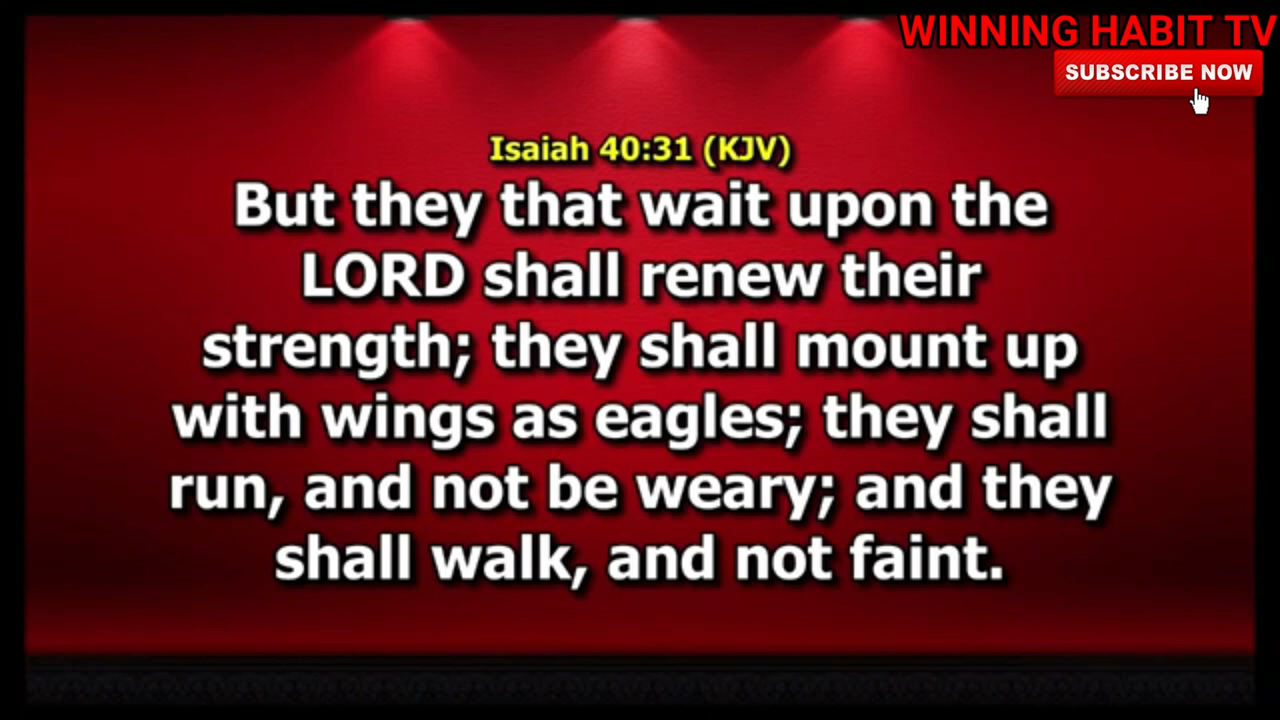 WINNING HABIT TV
SUBSCRIBE NOW
Isaiah 40:31 (KJV)
But they that wait upon the
LORD shall renew their
strength; they shall mount up
with wings as eagles; they shall
run, and not be weary; and they
shall walk, and not faint.